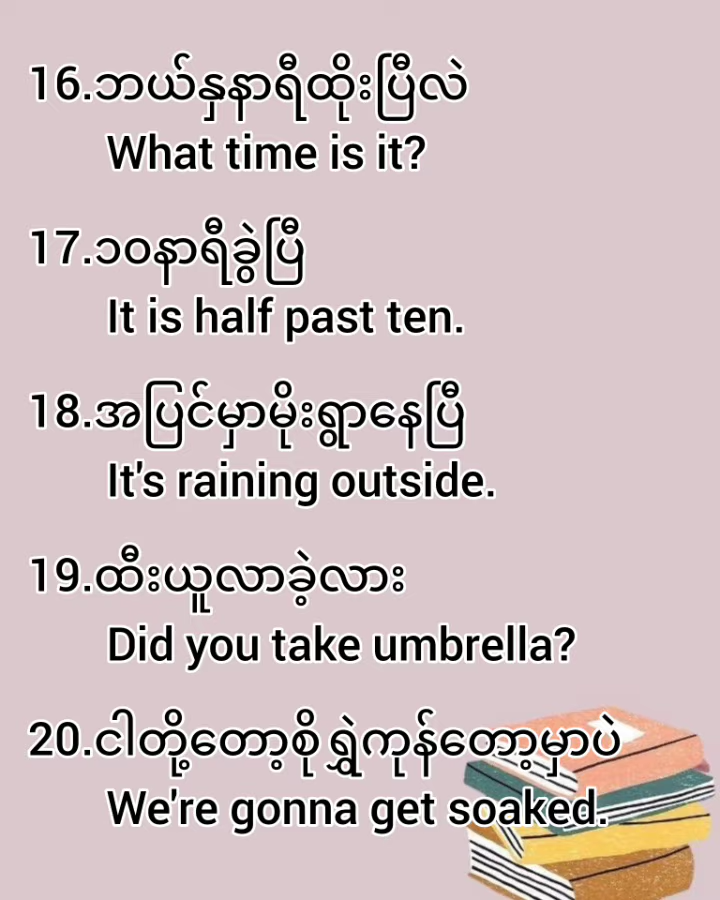 16.ဘယ်နှနာရီထိုးပြီလဲ
What time is it?
17.၁၀နာရီခွဲပြီ
It is half past ten.
18.အပြင်မှာမိုးရွာနေပြီ
It's raining outside.
19.ထီးယူလာခဲ့လား
Did you take umbrella?
20.ငါတို့တော့စိုရွှဲကုန်တော့မှာပဲ
We're gonna get soaked.